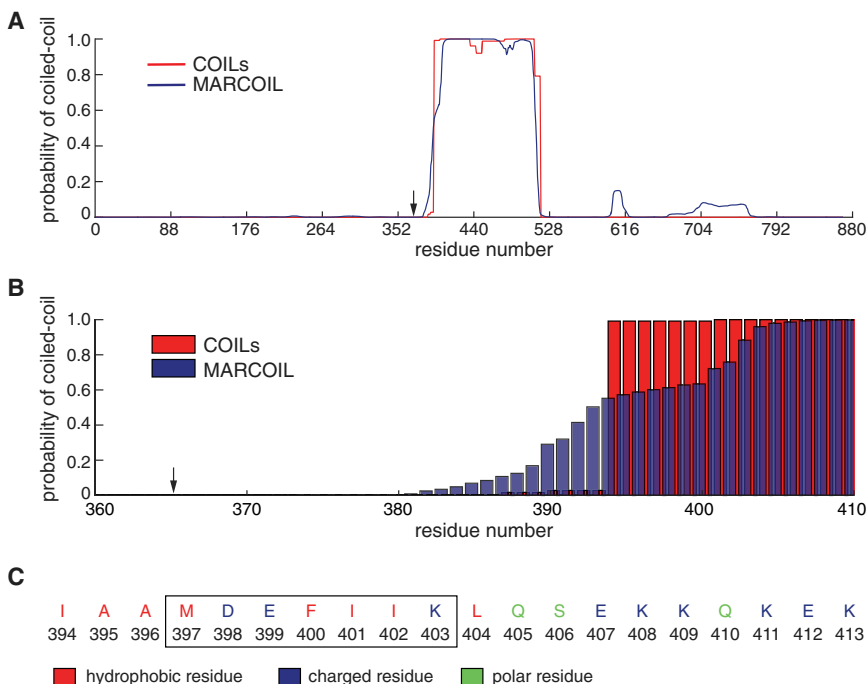 A
probability of coiled-coil
1.0
0.8
0.6
0.4
0.2
0
COILs
MARCOIL
0 88 176 264 352 440 528 616 704 792 880
residue number
B
probability of coiled-coil
1.0
0.8
0.6
0.4
0.2
0
COILs
MARCOIL
360 370 380 390 400 410
residue number
C
I A A M D E F I I K L Q S E K K Q K E K
394 395 396 397 398 399 400 401 402 403 404 405 406 407 408 409 410 411 412 413
hydrophobic residue charged residue polar residue